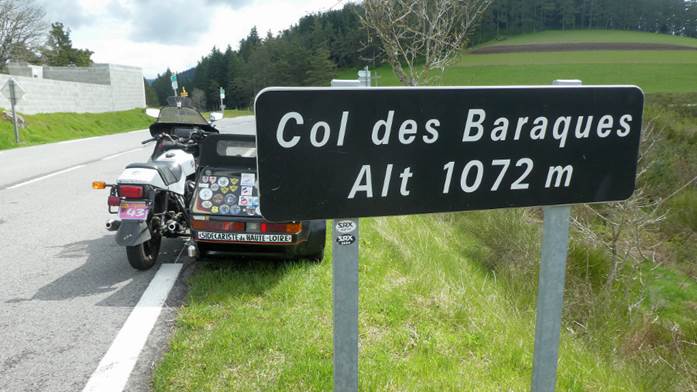 Col des Baraques
Alt 1072 m
43
SIDECARISTE de HAUTE-LOIRE